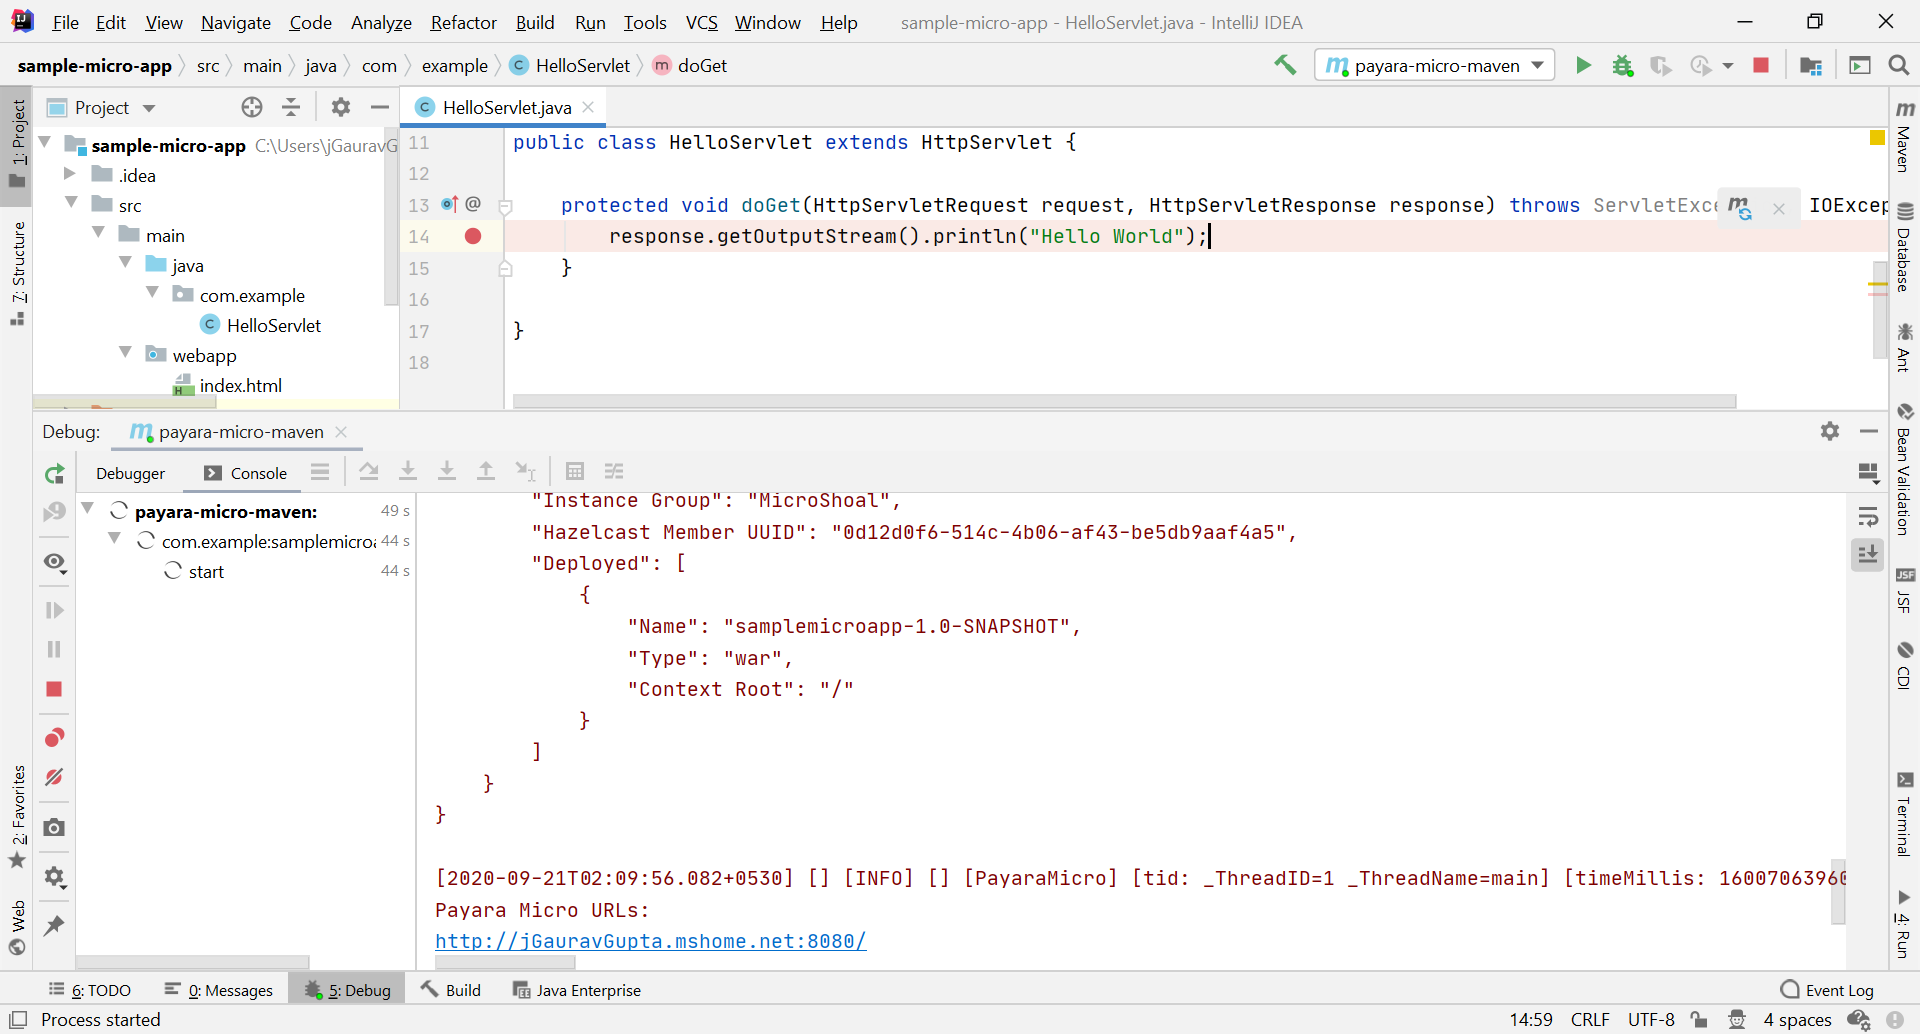 File Edit View Navigate Code Analyze Refactor Build Run Tools VCS Window Help sample-micro-app - HelloServlet.java - IntelliJ IDEA
sample-micro-app src main java com example C HelloServlet m doGet m payara-micro-maven
1: Project
7: Structure
2: Favorites
Web
Project
sample-micro-app C:\Users\jGauravG
.idea
src
main
java
com.example
C HelloServlet
webapp
H index.html
C HelloServlet.java
11 public class HelloServlet extends HttpServlet {
12
13 @ protected void doGet(HttpServletRequest request, HttpServletResponse response) throws ServletExce m IOExcep
14 response.getOutputStream().println("Hello World");
15 }
16
17 }
18
m Maven
Database
Ant
Bean Validation
JSF JSF
CDI
Terminal
4: Run
Debug: m payara-micro-maven
Debugger Console
payara-micro-maven: 49 s
com.example:samplemicroa 44 s
start 44 s
"Instance Group": "MicroShoal",
"Hazelcast Member UUID": "0d12d0f6-514c-4b06-af43-be5db9aaf4a5",
"Deployed": [
{
"Name": "samplemicroapp-1.0-SNAPSHOT",
"Type": "war",
"Context Root": "/"
}
]
}
}
[2020-09-21T02:09:56.082+0530] [] [INFO] [] [PayaraMicro] [tid: _ThreadID=1 _ThreadName=main] [timeMillis: 16007063960
Payara Micro URLs:
http://jGauravGupta.mshome.net:8080/
6: TODO 0: Messages 5: Debug Build Java Enterprise Event Log
Process started 14:59 CRLF UTF-8 4 spaces